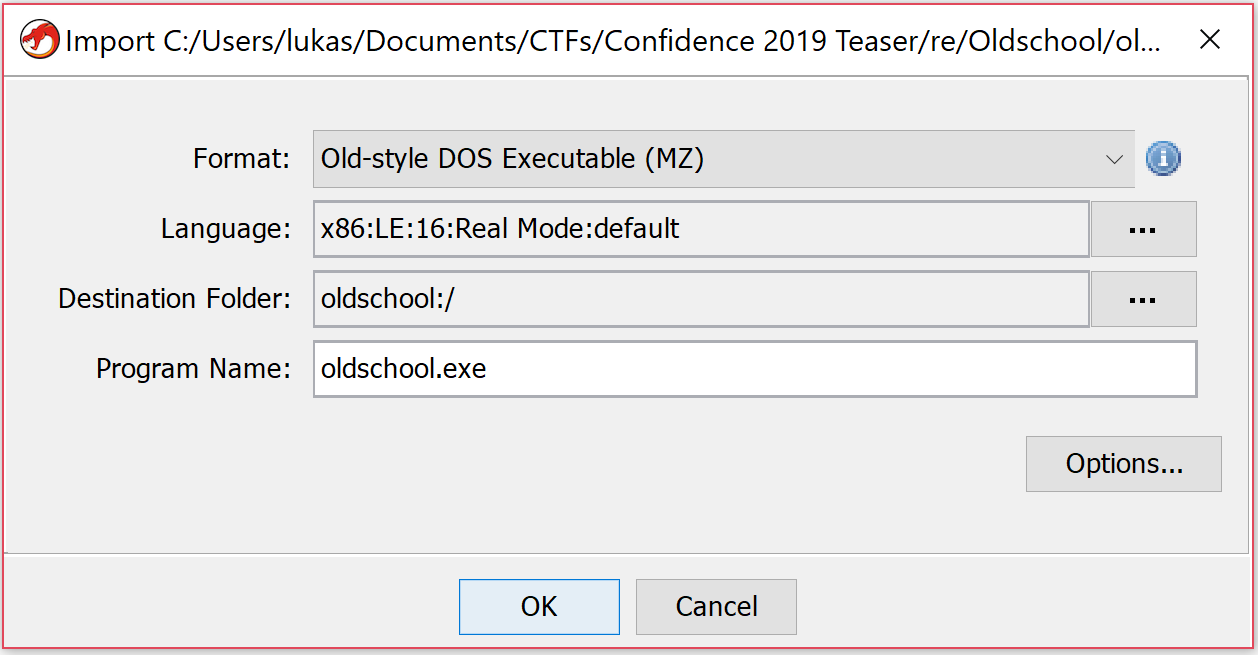 Import C:/Users/lukas/Documents/CTFs/Confidence 2019 Teaser/re/Oldschool/ol...
Format: Old-style DOS Executable (MZ)
Language: x86:LE:16:Real Mode:default ...
Destination Folder: oldschool:/ ...
Program Name: oldschool.exe
Options...
OK Cancel